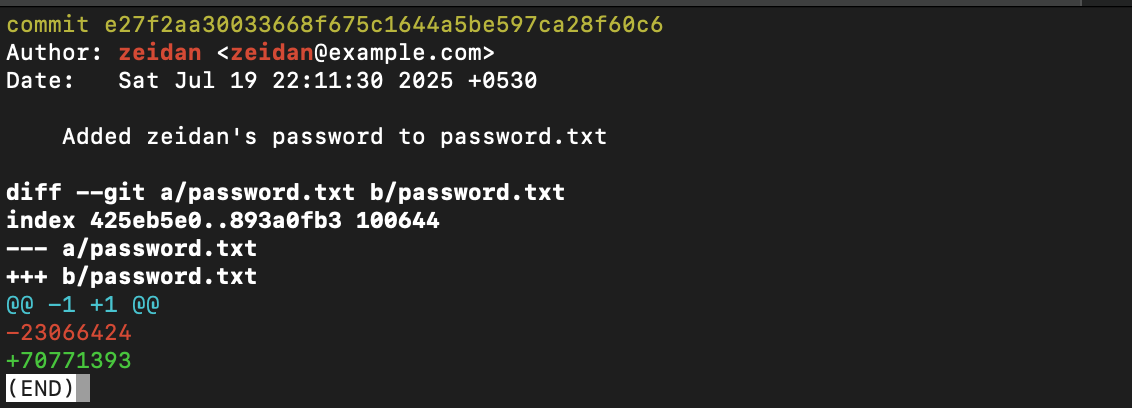 commit e27f2aa30033668f675c1644a5be597ca28f60c6
Author: zeidan <zeidan@example.com>
Date:   Sat Jul 19 22:11:30 2025 +0530

    Added zeidan's password to password.txt

diff --git a/password.txt b/password.txt
index 425eb5e0..893a0fb3 100644
--- a/password.txt
+++ b/password.txt
@@ -1 +1 @@
-23066424
+70771393
(END)